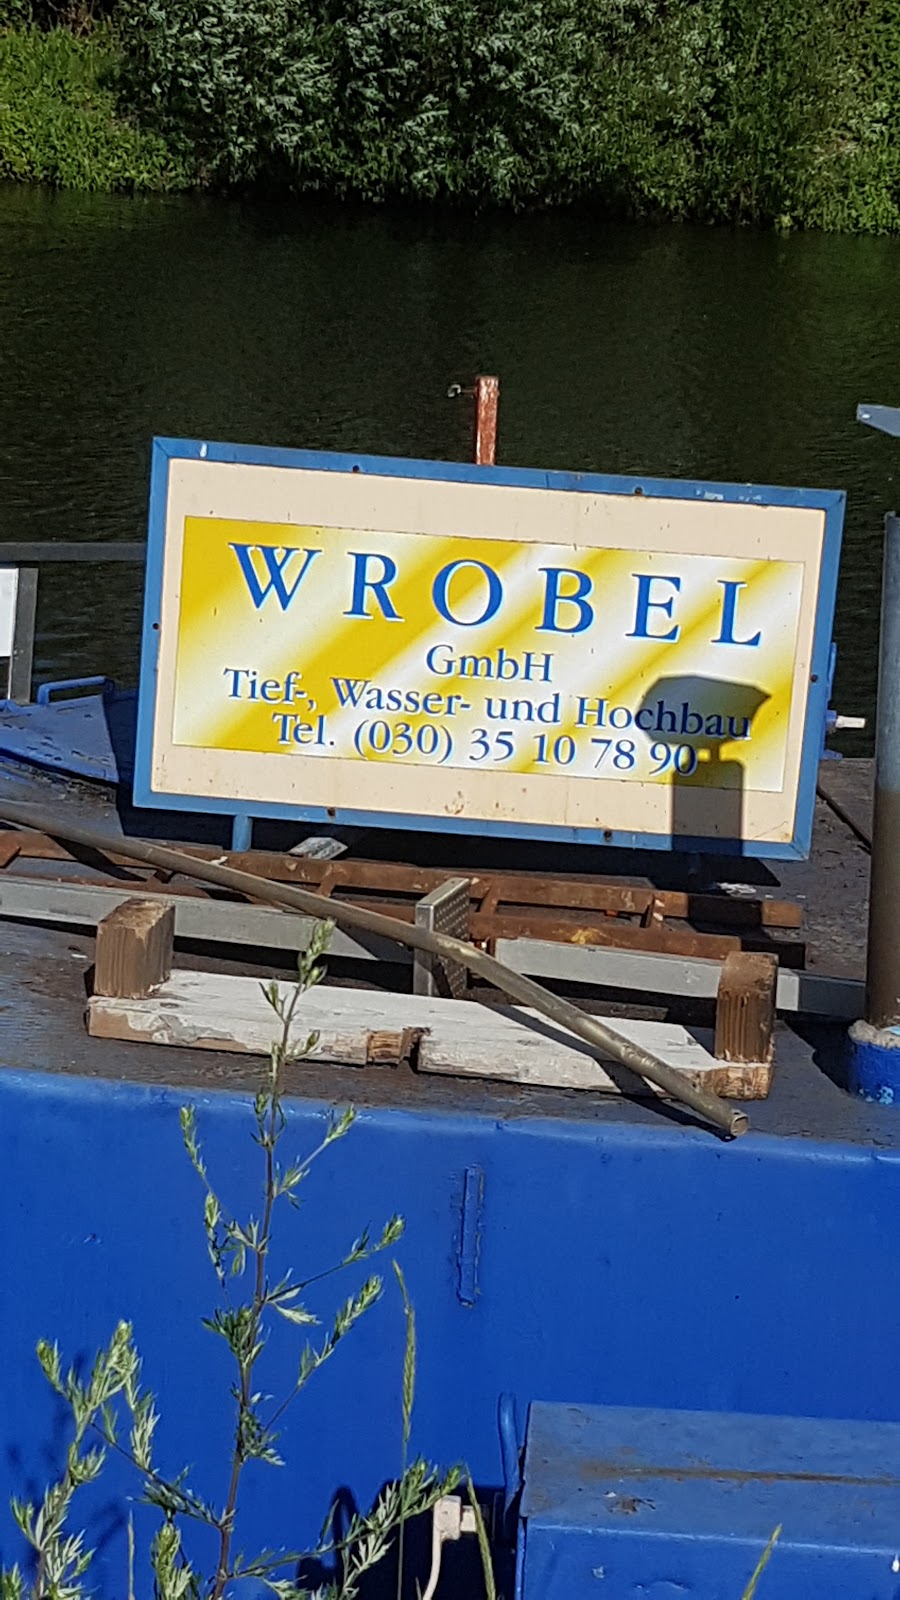 WROBEL
GmbH
Tief-, Wasser- und Hochbau
Tel. (030) 35 10 78 90